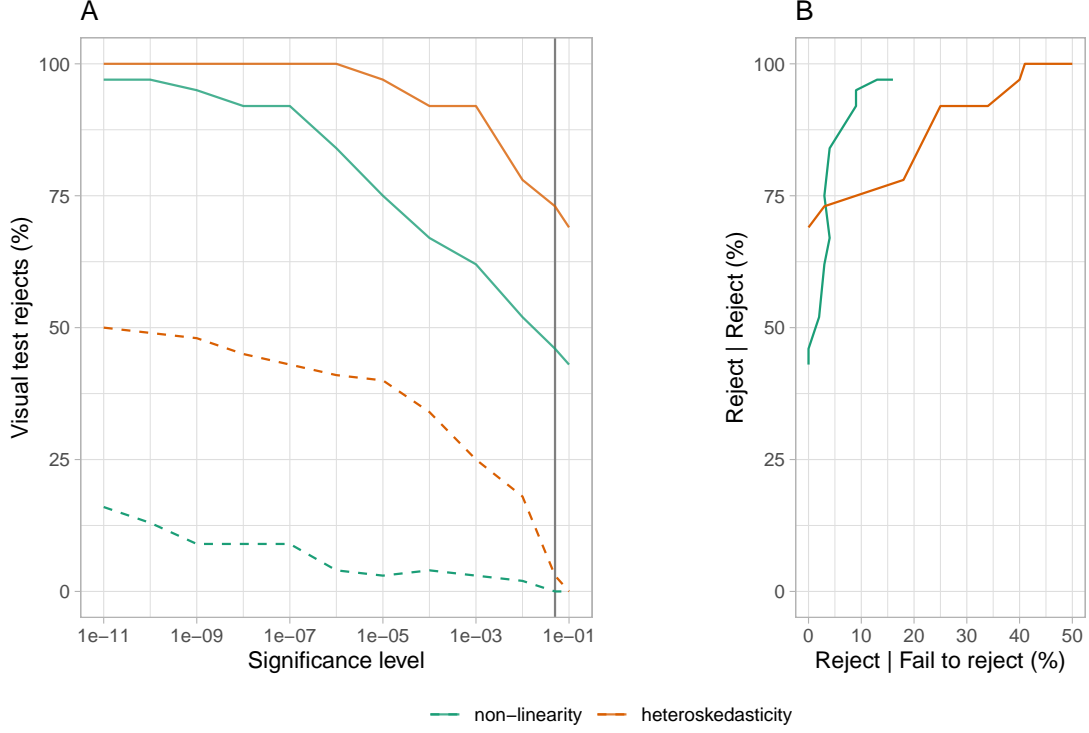 A
B
Visual test rejects (%)
100
75
50
25
0
1e−11 1e−09 1e−07 1e−05 1e−03 1e−01
Significance level
Reject | Reject (%)
100
75
50
25
0
0 10 20 30 40 50
Reject | Fail to reject (%)
non−linearity heteroskedasticity